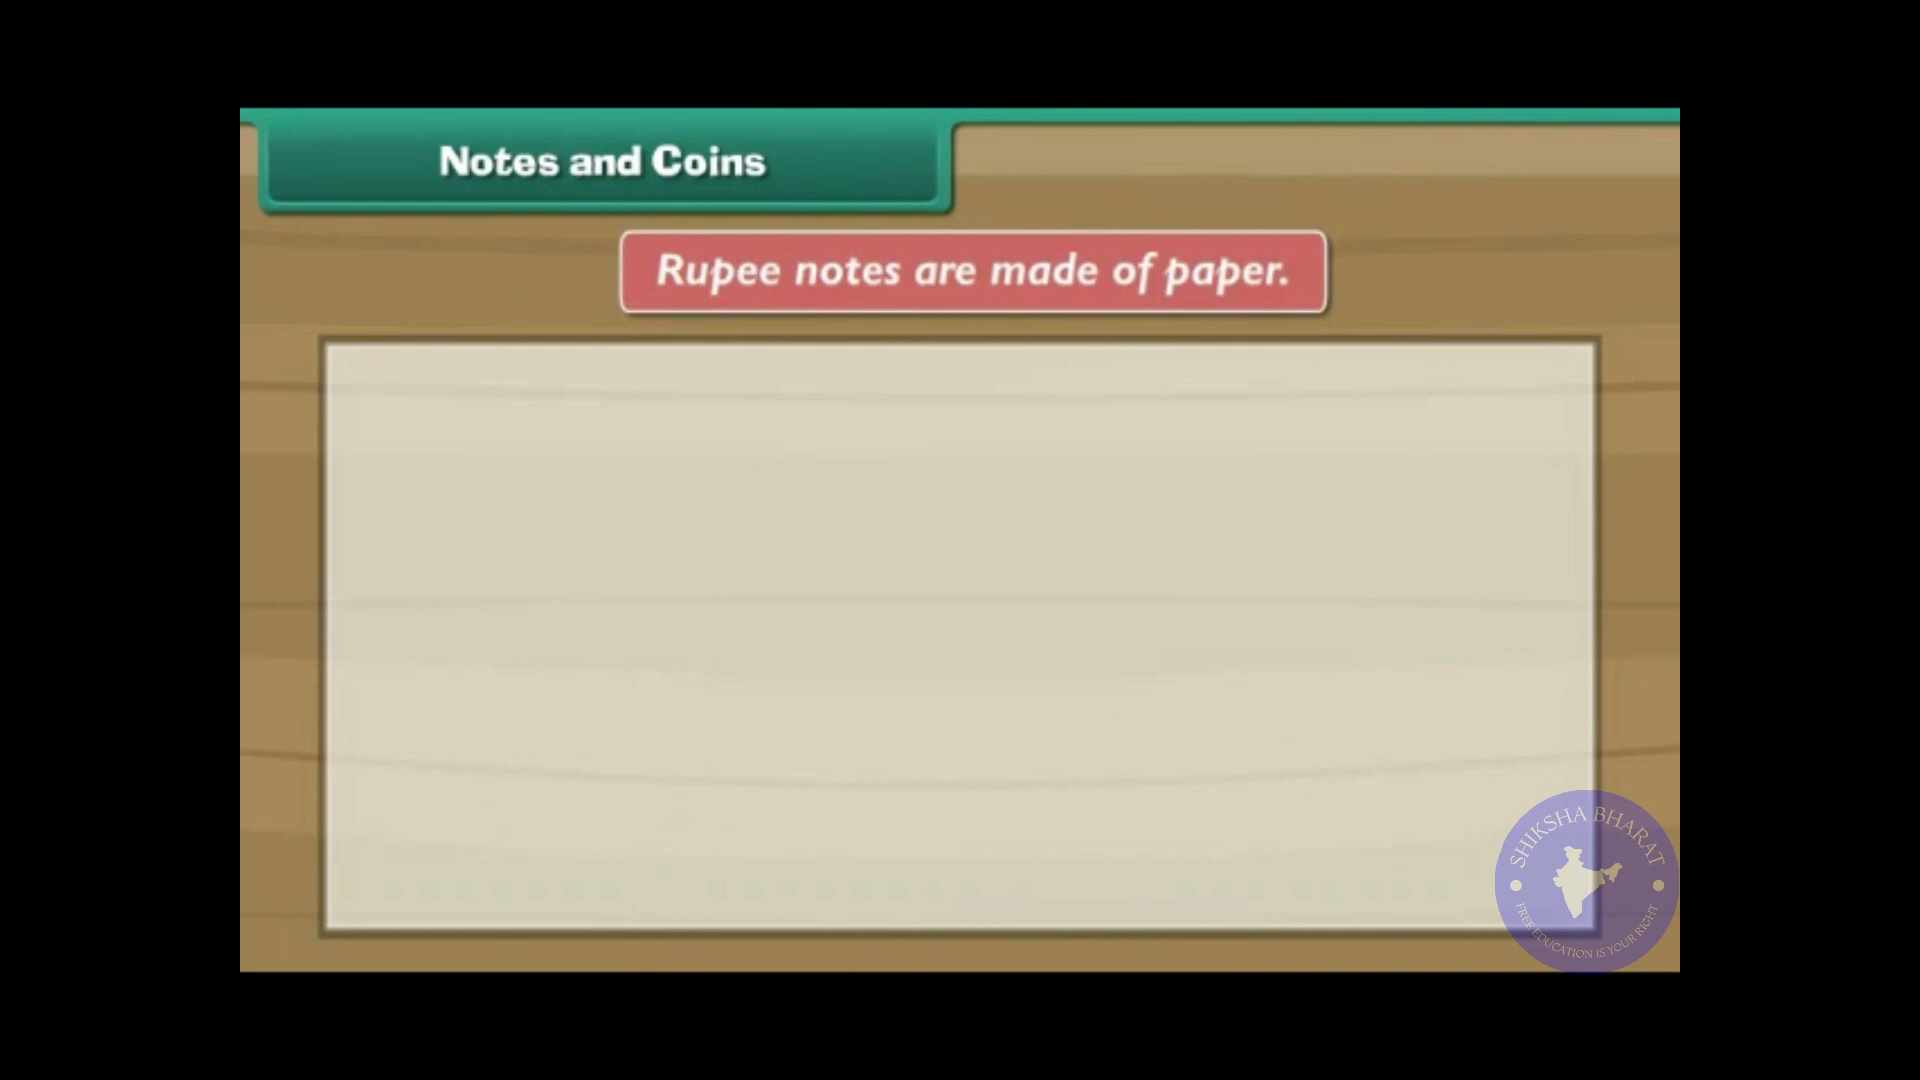 Notes and Coins
Rupee notes are made of paper.
SHIKSHA BHARAT
FREE EDUCATION IS YOUR RIGHT